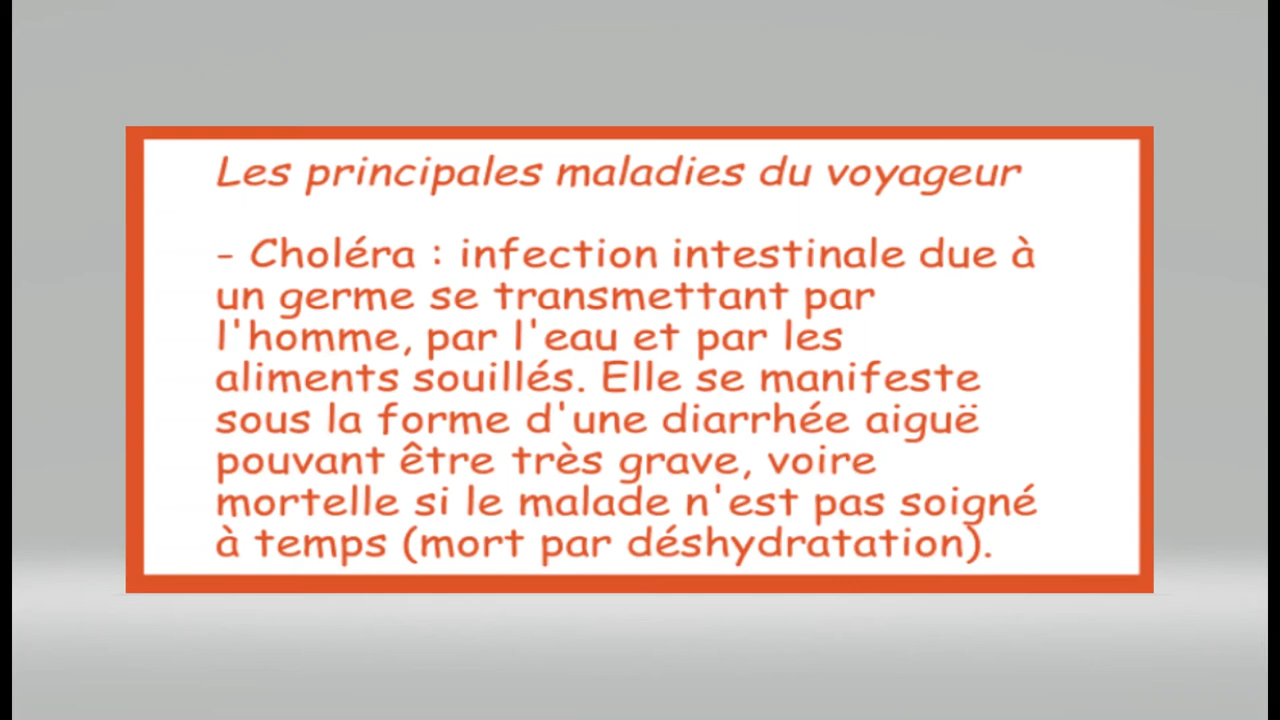 Les principales maladies du voyageur
- Choléra : infection intestinale due à
un germe se transmettant par
l'homme, par l'eau et par les
aliments souillés. Elle se manifeste
sous la forme d'une diarrhée aiguë
pouvant être très grave, voire
mortelle si le malade n'est pas soigné
à temps (mort par déshydratation).